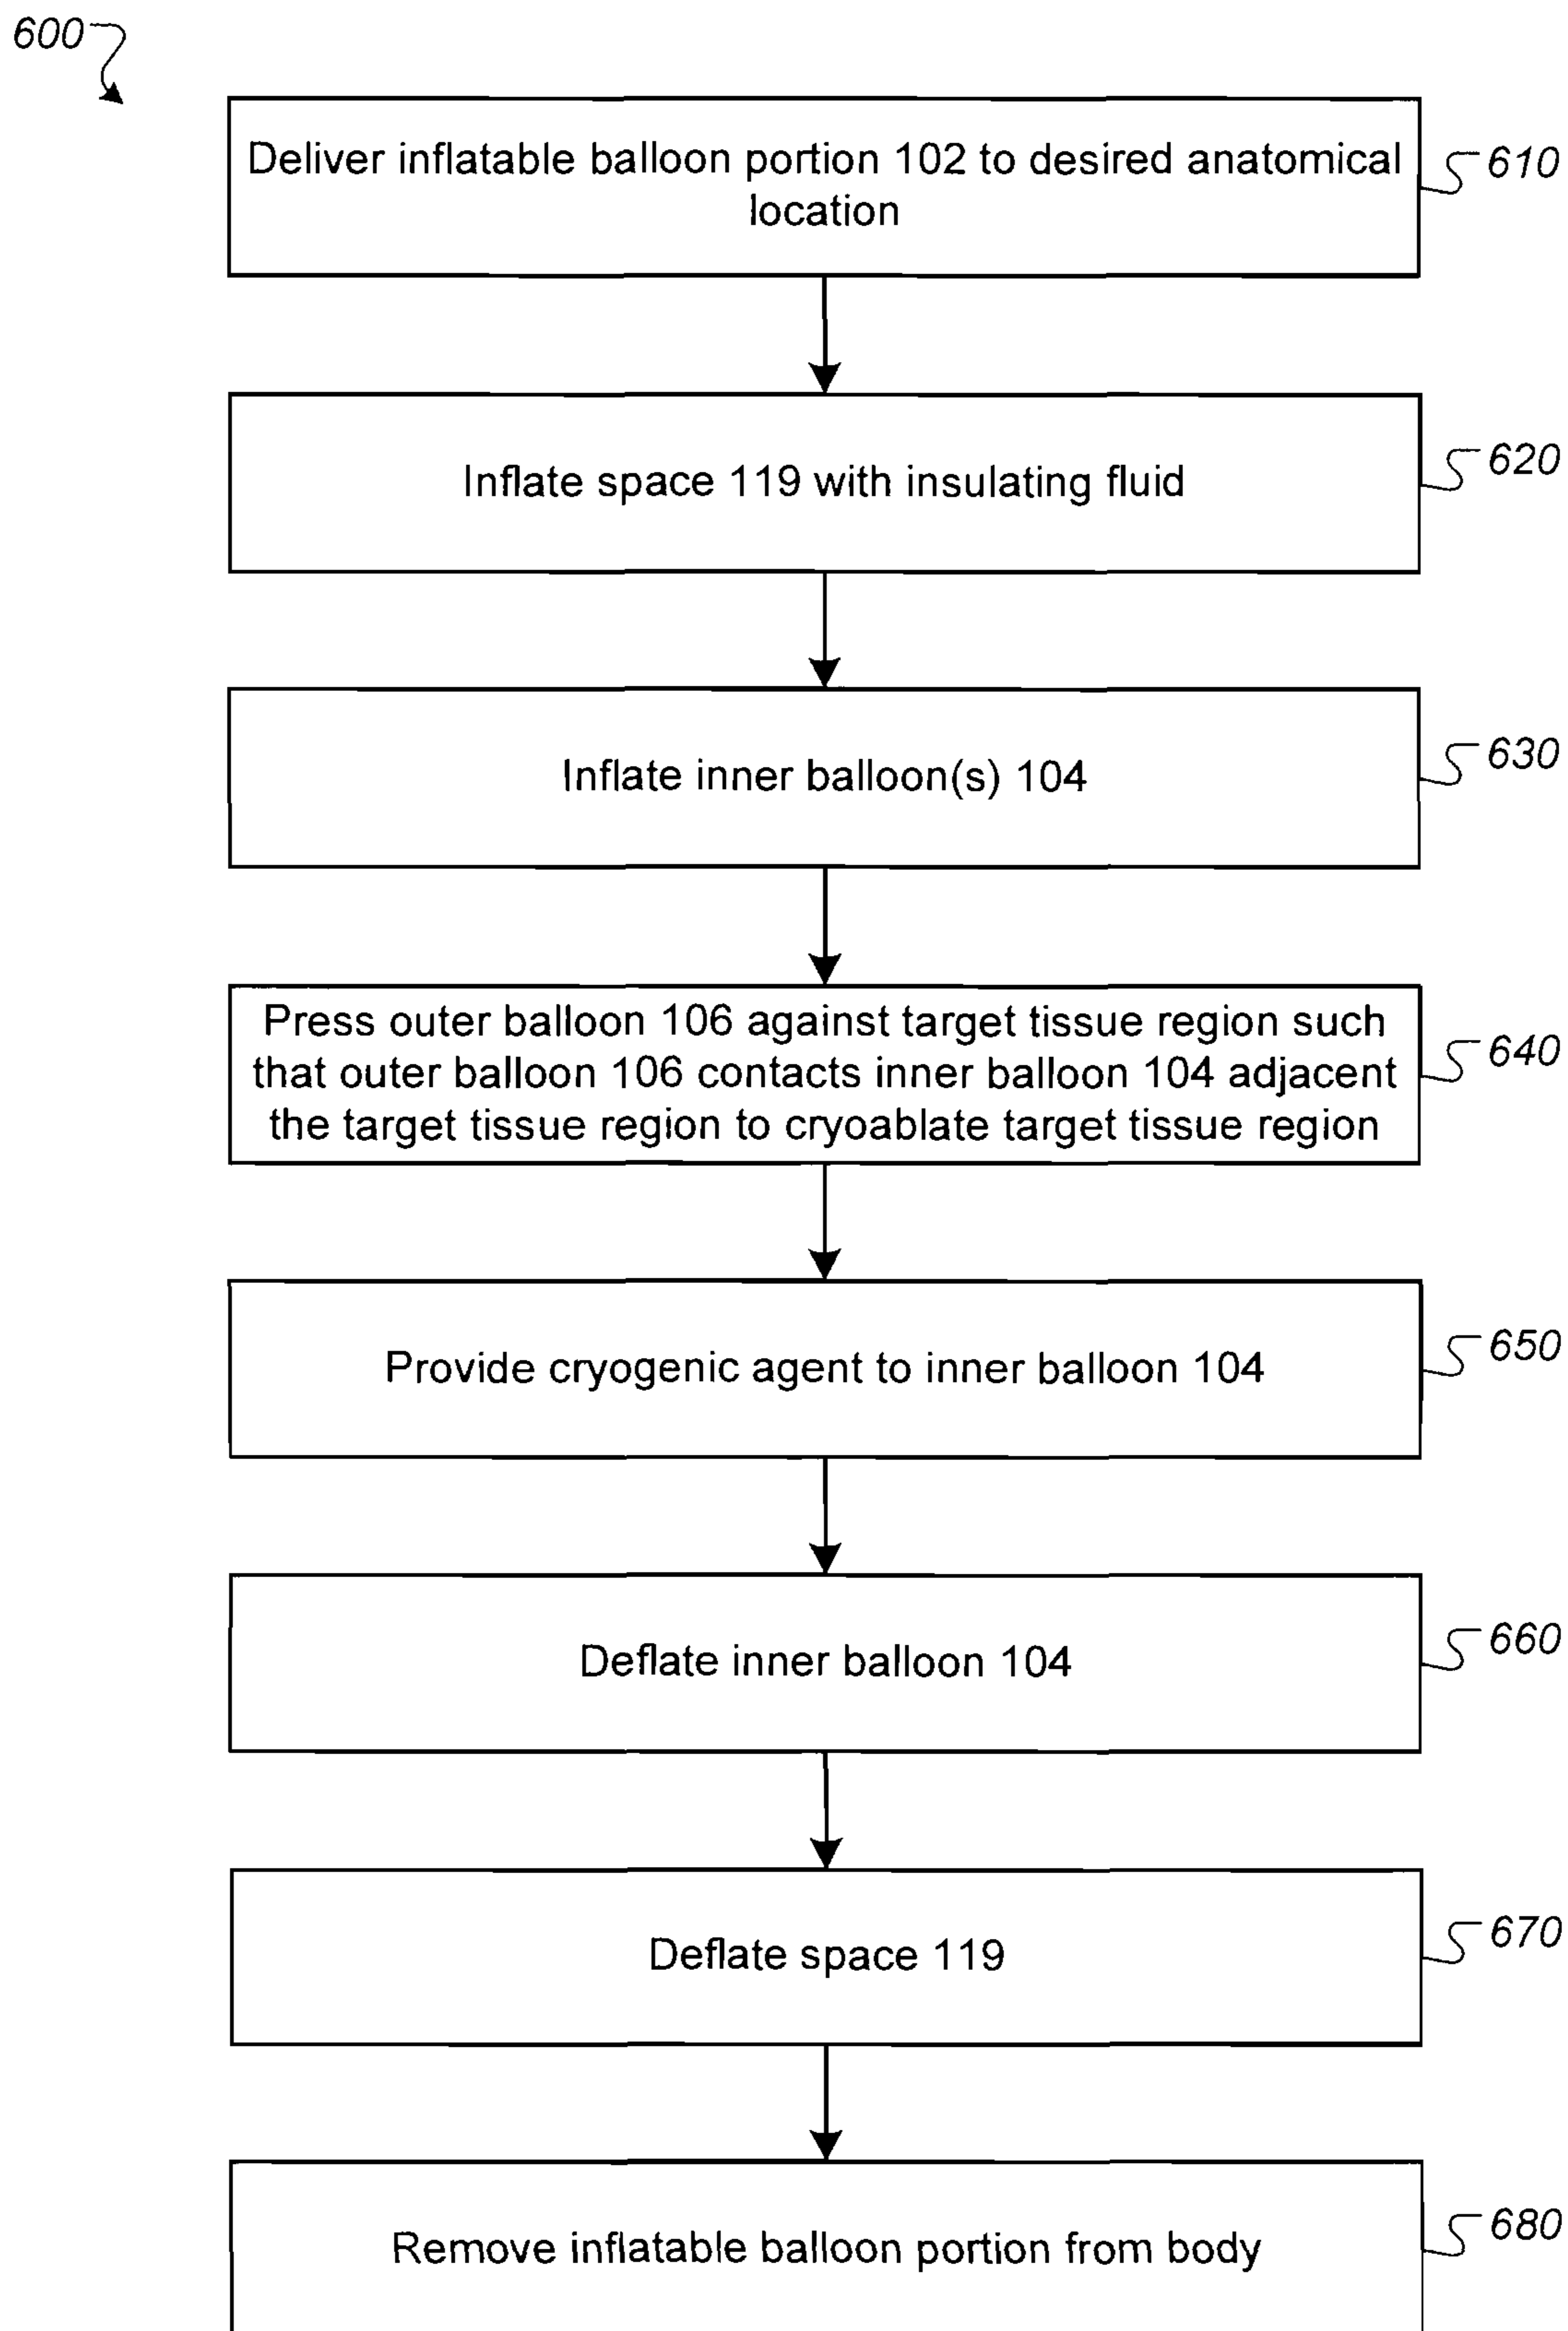 600
Deliver inflatable balloon portion 102 to desired anatomical
location
610
Inflate space 119 with insulating fluid
620
Inflate inner balloon(s) 104
630
Press outer balloon 106 against target tissue region such
that outer balloon 106 contacts inner balloon 104 adjacent
the target tissue region to cryoablate target tissue region
640
Provide cryogenic agent to inner balloon 104
650
Deflate inner balloon 104
660
Deflate space 119
670
Remove inflatable balloon portion from body
680